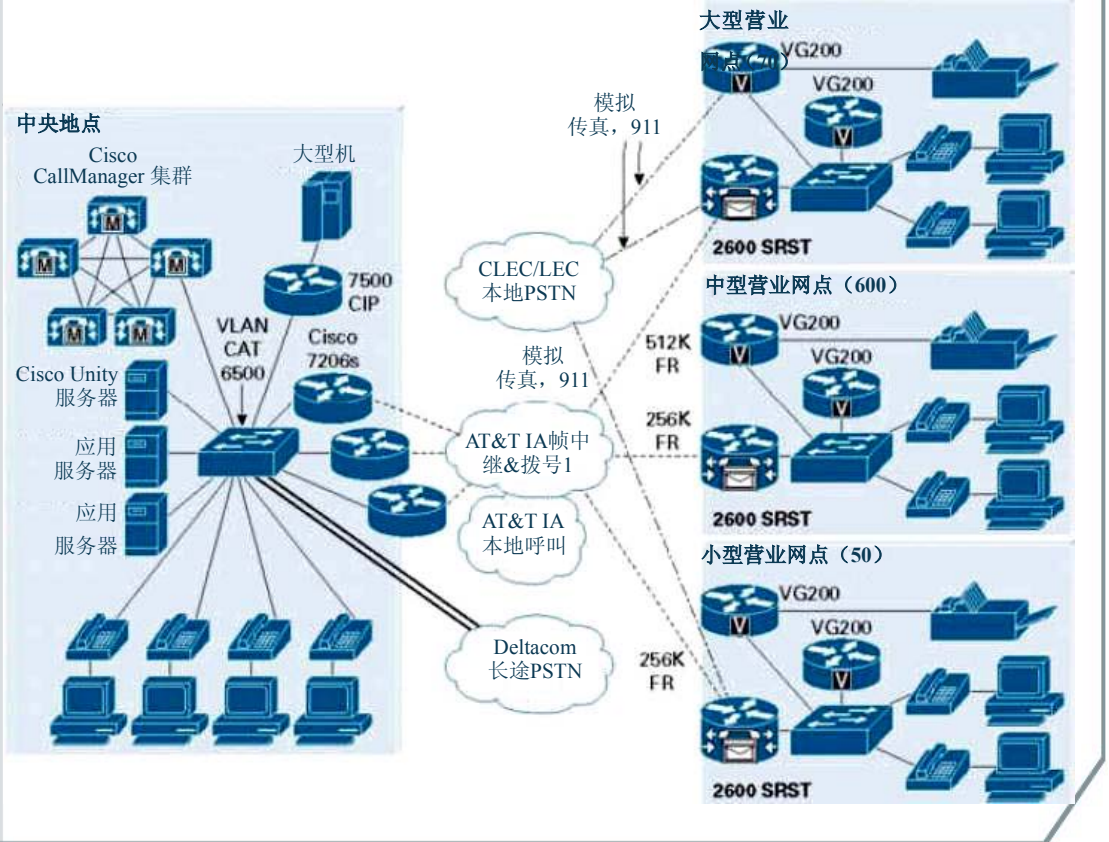 中央地点
Cisco
CallManager 集群
大型机
M
M
M
M
M
7500
CIP
VLAN
CAT
6500
Cisco
7206s
Cisco Unity
服务器
应用
服务器
应用
服务器
模拟
传真，911
CLEC/LEC
本地PSTN
模拟
传真，911
AT&T IA帧中
继&拨号1
AT&T IA
本地呼叫
Deltacom
长途PSTN
512K
FR
256K
FR
256K
FR
大型营业
网点（70）
VG200
V
VG200
V
2600 SRST
中型营业网点（600）
VG200
V
VG200
V
2600 SRST
小型营业网点（50）
VG200
V
VG200
V
2600 SRST